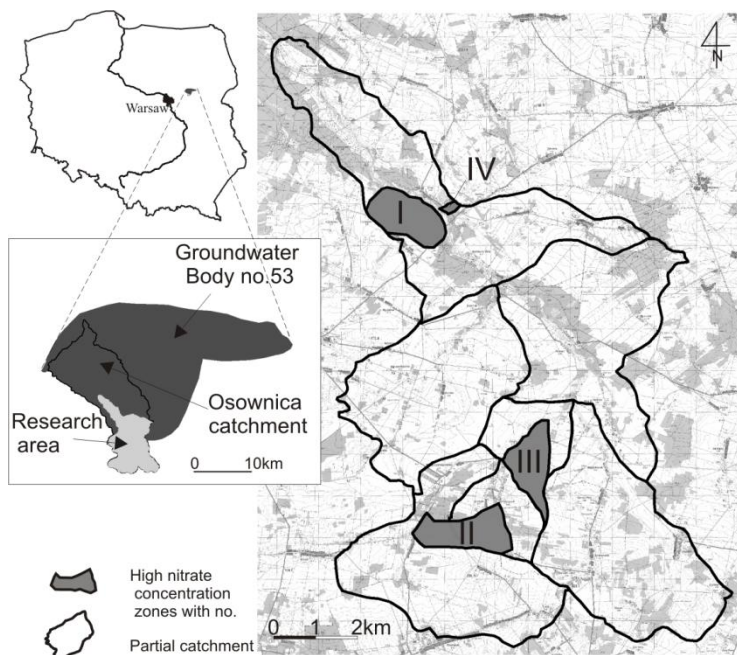 Warsaw
Groundwater
Body no.53
Osownica
catchment
Research
area
0 10km
High nitrate
concentration
zones with no.
Partial catchment
N
IV
I
III
II
0 1 2km